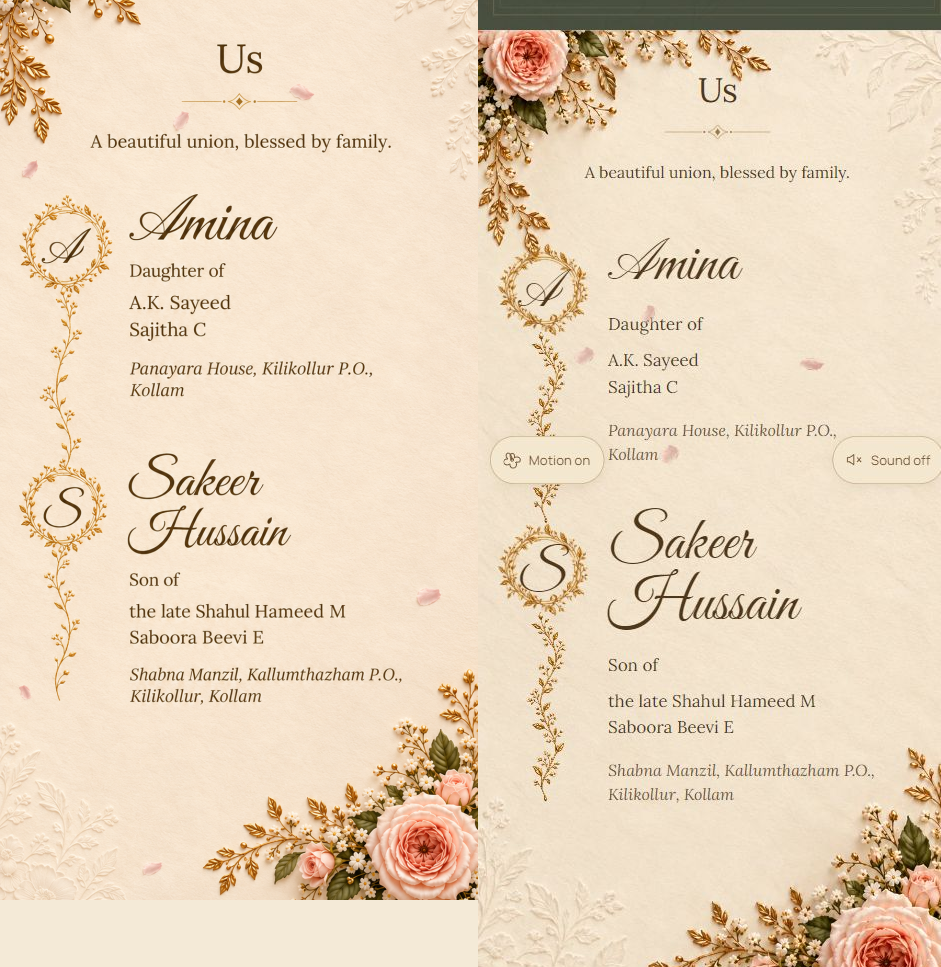 Us
A beautiful union, blessed by family.
A
Amina
Daughter of
A.K. Sayeed
Sajitha C
Panayara House, Kilikollur P.O.,
Kollam
S
Sakeer
Hussain
Son of
the late Shahul Hameed M
Saboora Beevi E
Shabna Manzil, Kallumthazham P.O.,
Kilikollur, Kollam
Us
A beautiful union, blessed by family.
A
Amina
Daughter of
A.K. Sayeed
Sajitha C
Panayara House, Kilikollur P.O.,
Kollam
Motion on
Sound off
S
Sakeer
Hussain
Son of
the late Shahul Hameed M
Saboora Beevi E
Shabna Manzil, Kallumthazham P.O.,
Kilikollur, Kollam